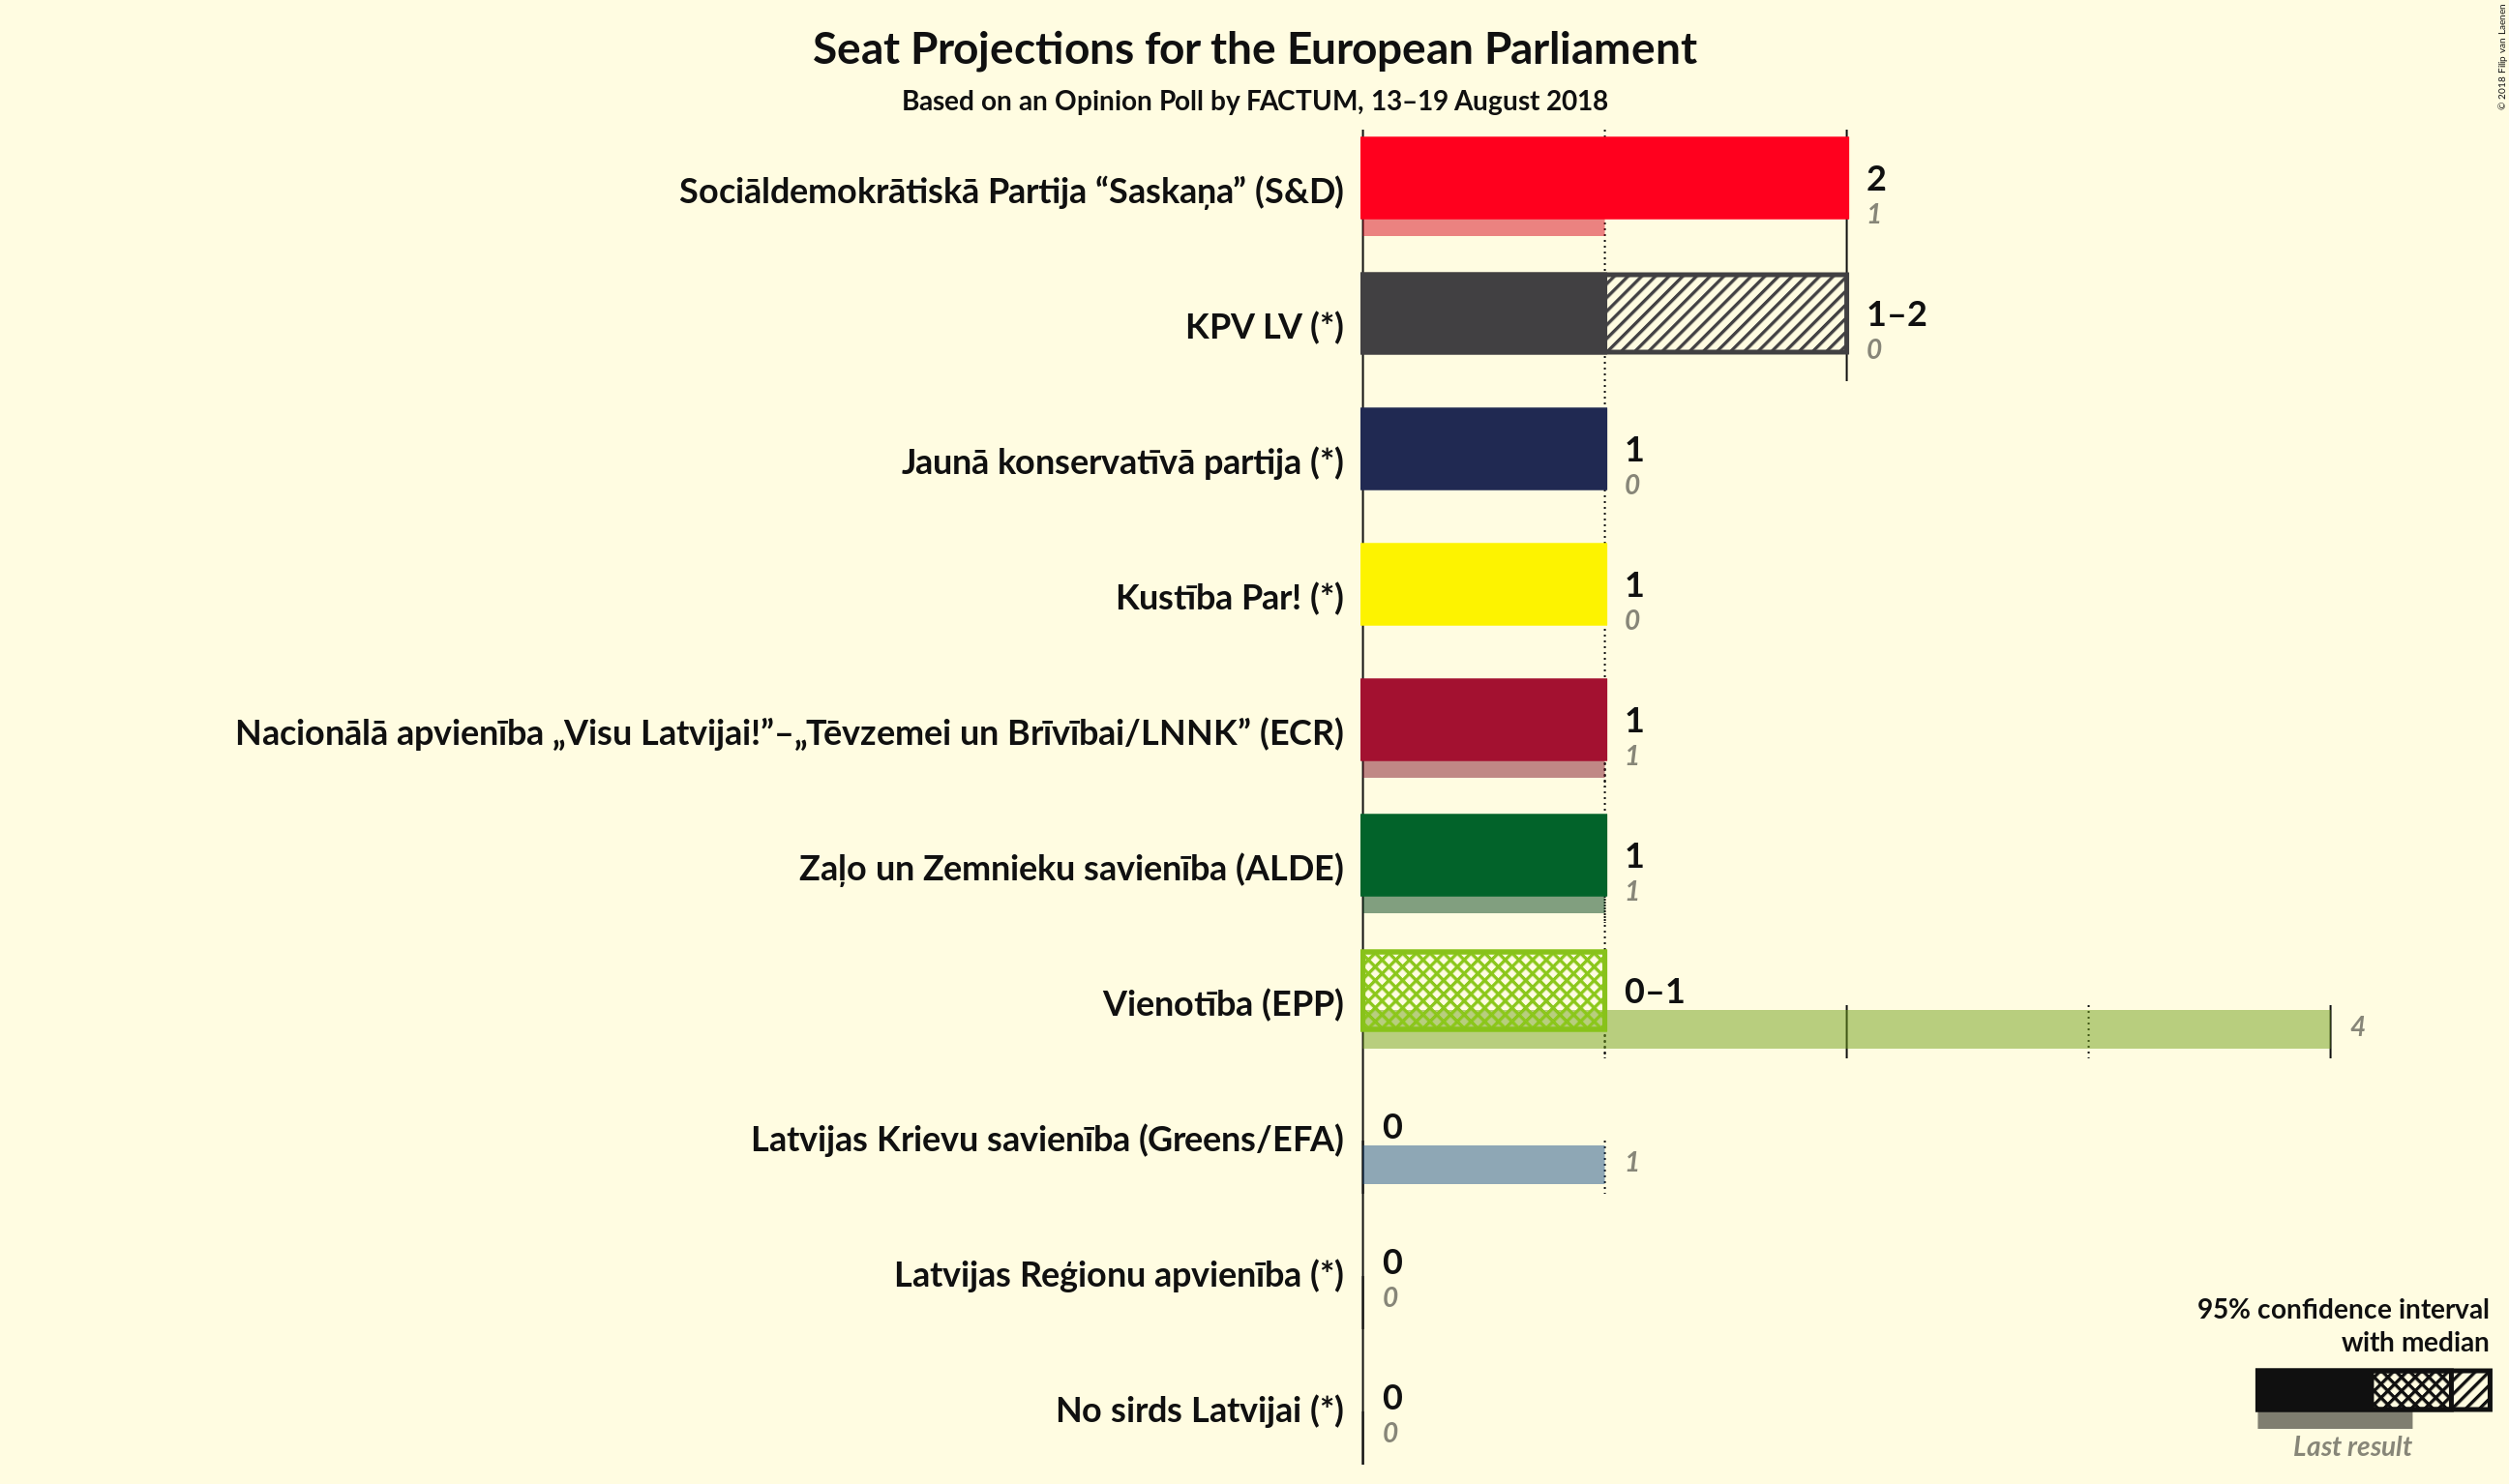 Seat Projections for the European Parliament
Based on an Opinion Poll by FACTUM, 13–19 August 2018
© 2018 Filip van Laenen
Sociāldemokrātiskā Partija “Saskaņa” (S&D)
2
1
KPV LV (*)
1–2
0
Jaunā konservatīvā partija (*)
1
0
Kustība Par! (*)
1
0
Nacionālā apvienība „Visu Latvijai!”–„Tēvzemei un Brīvībai/LNNK” (ECR)
1
1
Zaļo un Zemnieku savienība (ALDE)
1
1
Vienotība (EPP)
0–1
4
Latvijas Krievu savienība (Greens/EFA)
0
1
Latvijas Reģionu apvienība (*)
0
0
No sirds Latvijai (*)
0
0
95% confidence interval
with median
Last result